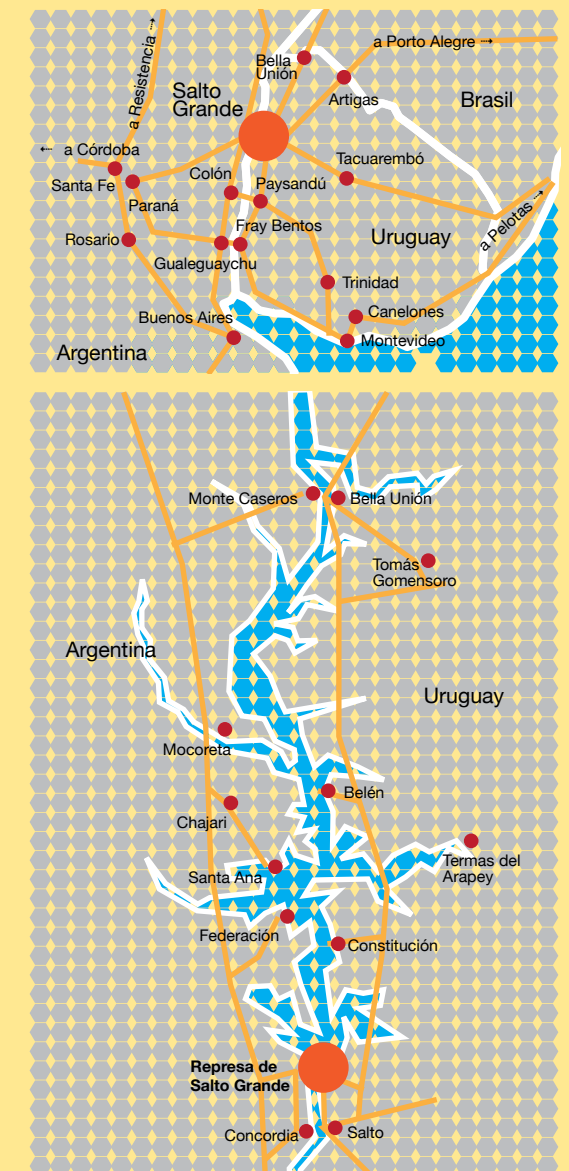 a Resistencia ⇢
Bella
Unión
a Porto Alegre ⇢
Salto
Grande
Artigas
Brasil
⇠ a Córdoba
Tacuarembó
Santa Fe
Colón
Paysandú
Paraná
Fray Bentos
a Pelotas ⇢
Rosario
Uruguay
Gualeguaychu
Trinidad
Buenos Aires
Canelones
Montevideo
Argentina
Monte Caseros
Bella Unión
Tomás
Gomensoro
Argentina
Uruguay
Mocoreta
Belén
Chajari
Santa Ana
Termas del
Arapey
Federación
Constitución
Represa de
Salto Grande
Concordia
Salto